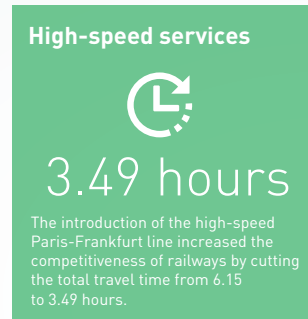 High-speed services
3.49 hours
The introduction of the high-speed
Paris-Frankfurt line increased the
competitiveness of railways by cutting
the total travel time from 6.15
to 3.49 hours.